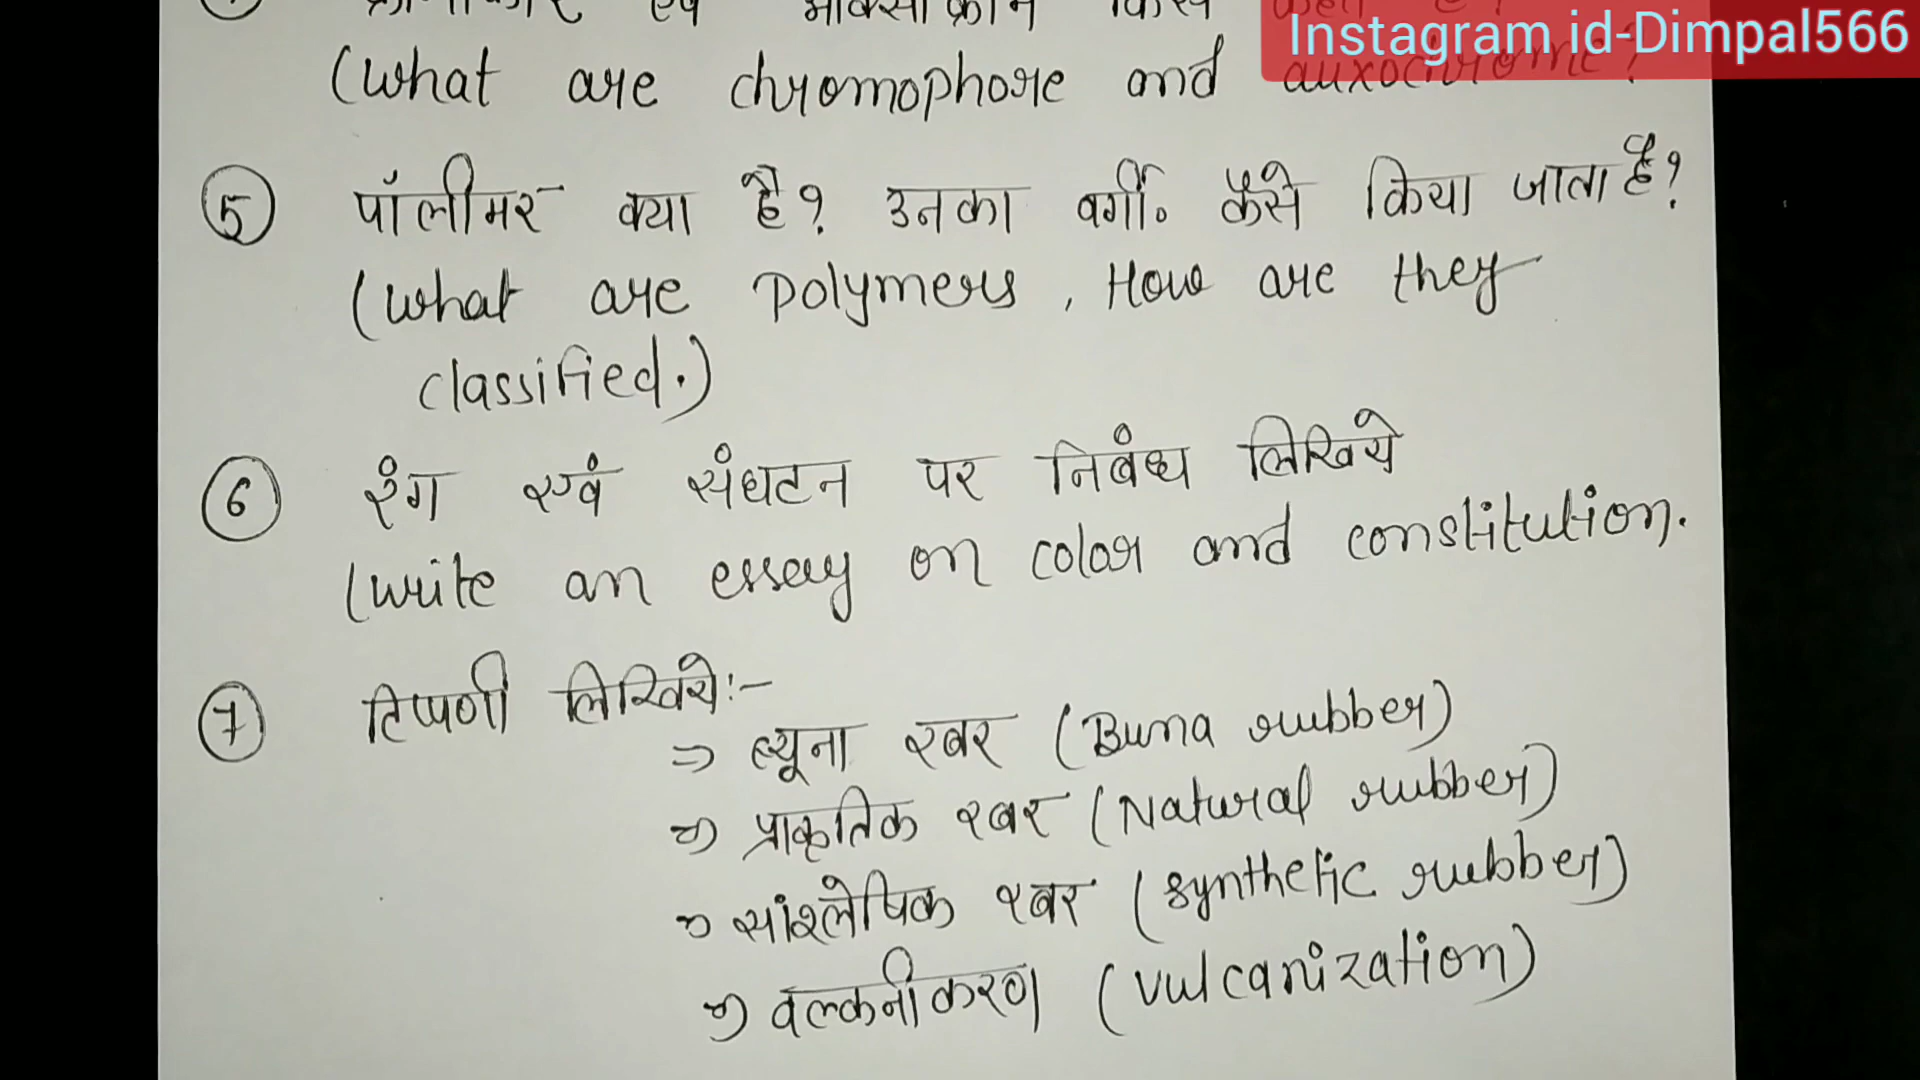 Instagram id-Dimpal566
(What are chromophore and auxochrome?
⑤ पॉलीमर क्या है? उनका वर्गी० कैसे किया जाता है?
(What are polymers, How are they
classified.)
⑥ रंग एवं संघटन पर निबंध लिखिये
(write an essay on color and constitution.
⑦ टिप्पणी लिखिये:-
⇒ ब्यूना रबर (Buna rubber)
⇒ प्राकृतिक रबर (Natural rubber)
⇒ सांश्लेषिक रबर (synthetic rubber)
⇒ वल्कनीकरण (vulcanization)